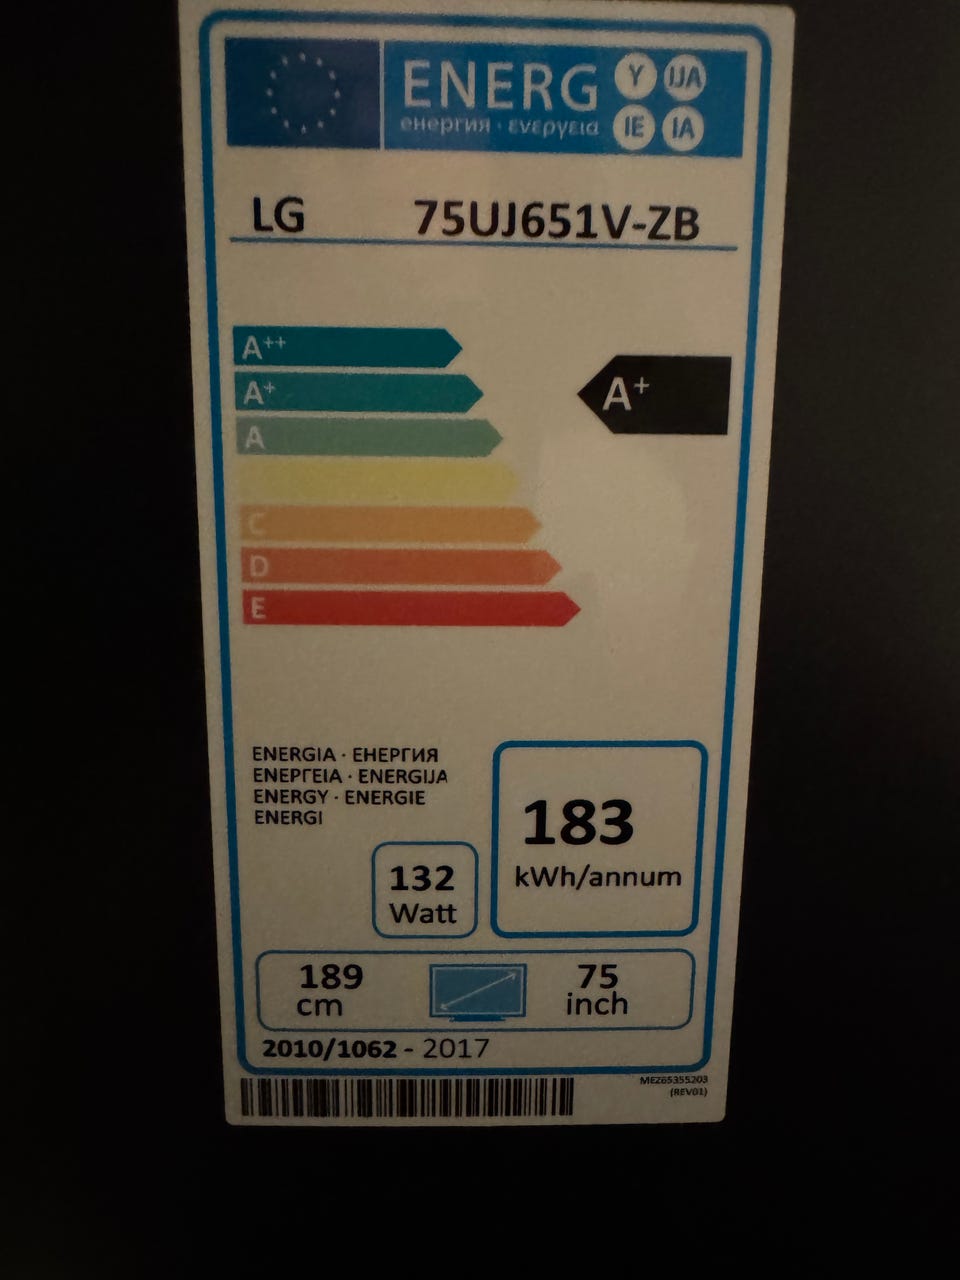 ENERG Y IJA
енергия · ενεργεια IE IA
LG 75UJ651V-ZB
A++
A+ A+
A
C
D
E
ENERGIA · ЕНЕРГИЯ
ΕΝΕΡΓΕΙΑ · ENERGIJA
ENERGY · ENERGIE
ENERGI
183
kWh/annum
132
Watt
189
cm
75
inch
2010/1062 - 2017
MEZ65355203
(REV01)